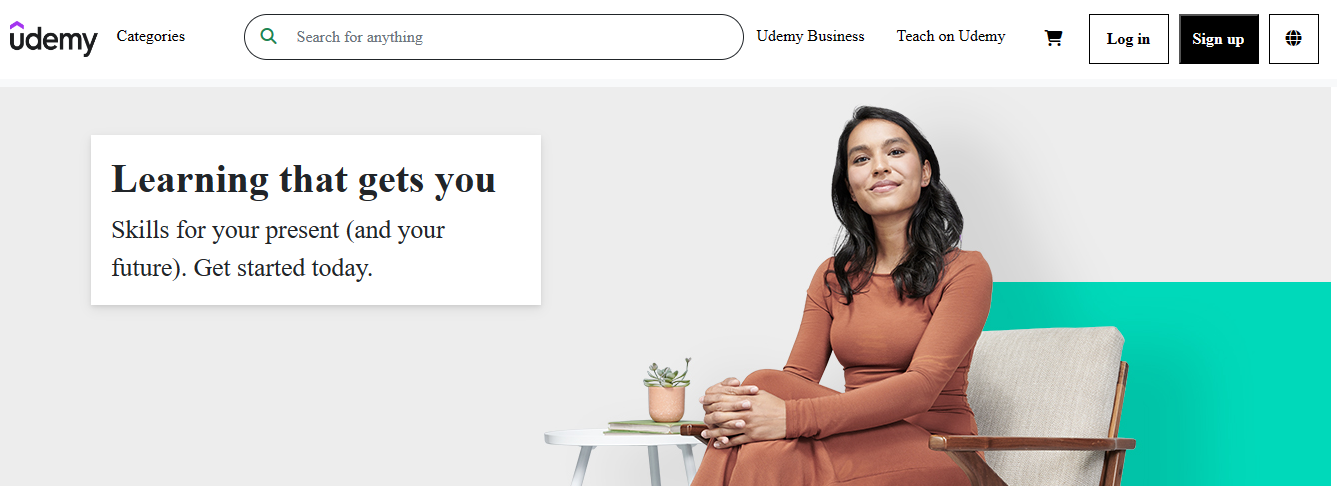 udemy
Categories
Search for anything
Udemy Business
Teach on Udemy
Log in
Sign up
Learning that gets you
Skills for your present (and your
future). Get started today.